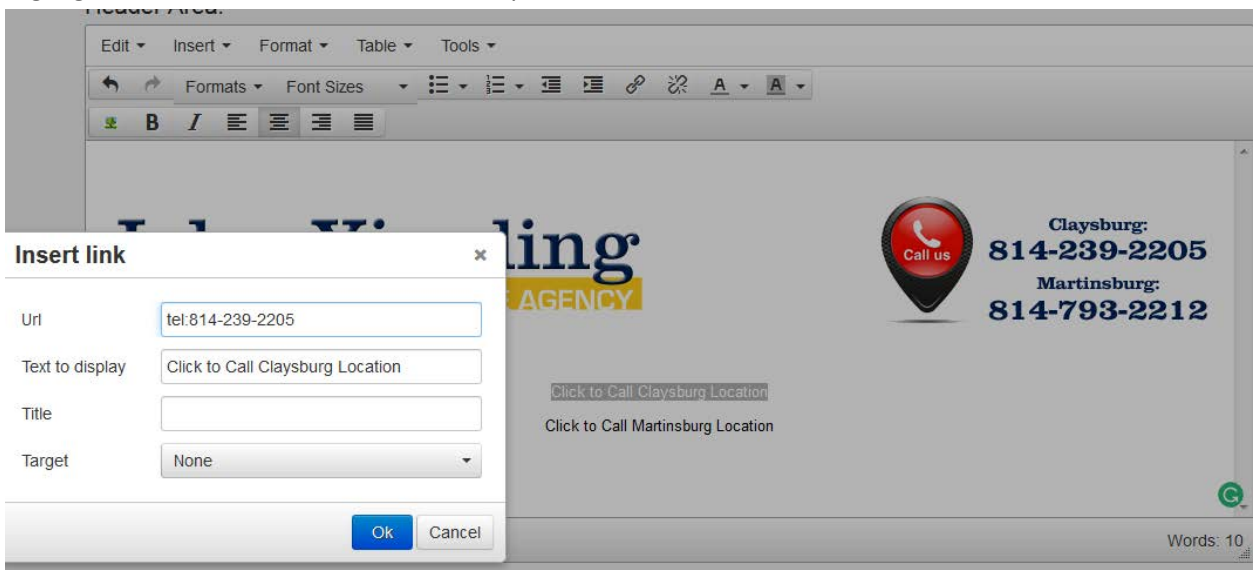 Header Area:
Edit Insert Format Table Tools
Formats Font Sizes A A
B I
ling
AGENCY
Call us
Claysburg:
814-239-2205
Martinsburg:
814-793-2212
Insert link ×
Url tel:814-239-2205
Text to display Click to Call Claysburg Location
Title
Target None
Ok Cancel
Click to Call Claysburg Location
Click to Call Martinsburg Location
Words: 10